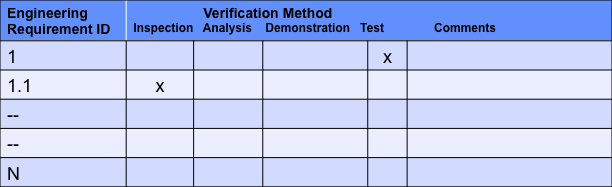 Engineering Verification Method
Requirement ID Inspection Analysis Demonstration Test Comments
1 x
1.1 x
--
--
N